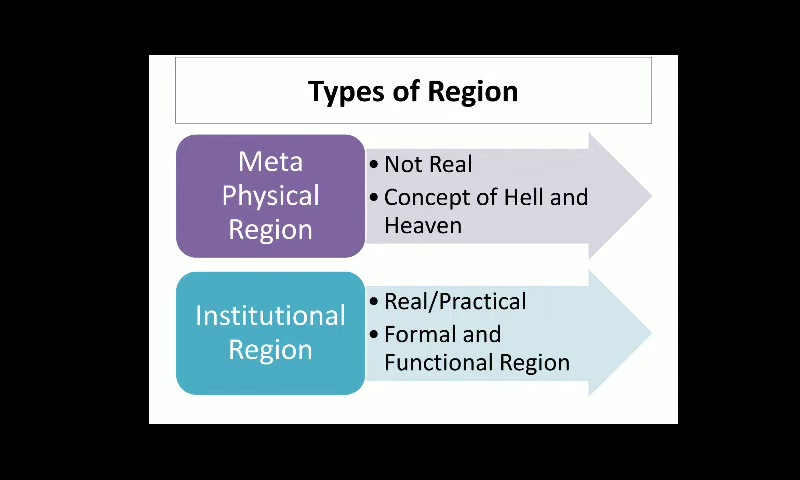 Types of Region
Meta
Physical
Region
• Not Real
• Concept of Hell and
Heaven
Institutional
Region
• Real/Practical
• Formal and
Functional Region